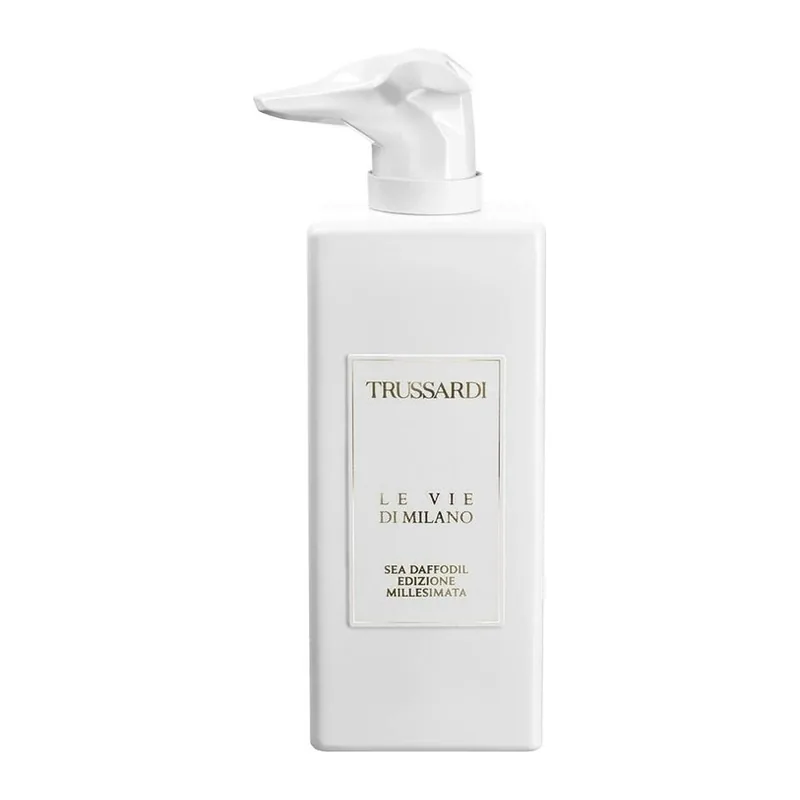 TRUSSARDI
LE VIE
DI MILANO
SEA DAFFODIL
EDIZIONE
MILLESIMATA